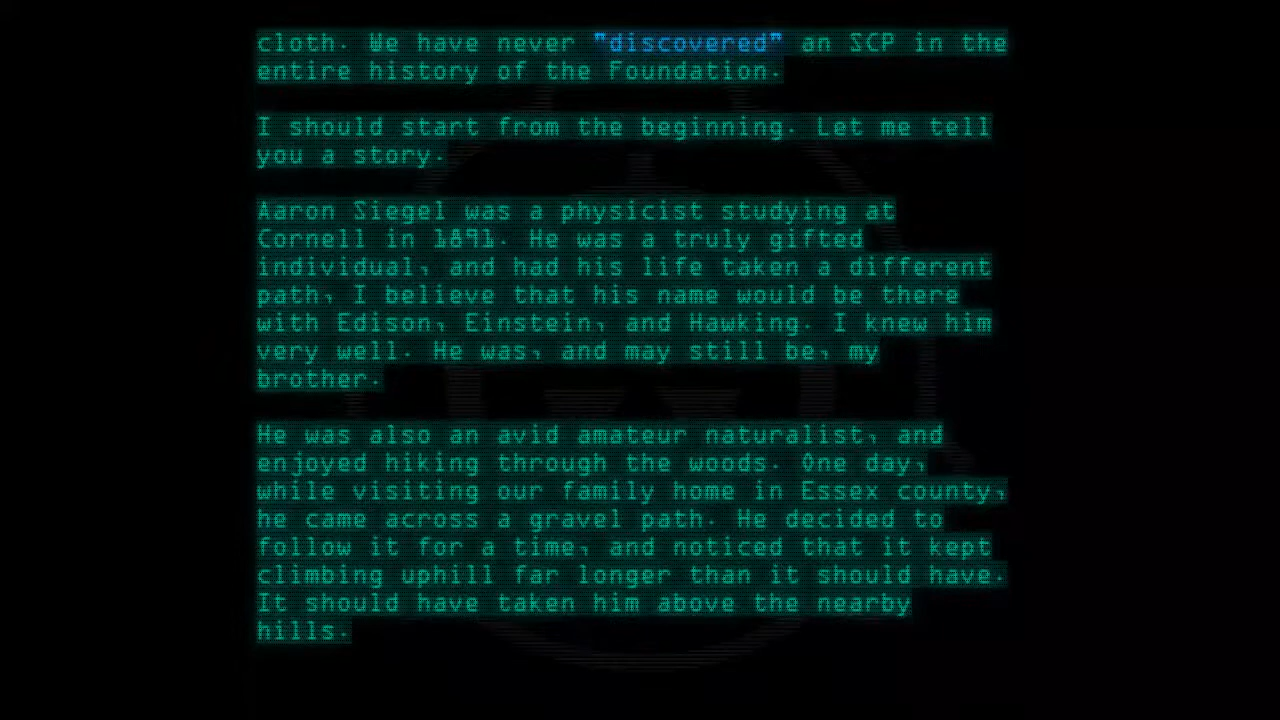 cloth. We have never "discovered" an SCP in the
entire history of the Foundation.
I should start from the beginning. Let me tell
you a story.
Aaron Siegel was a physicist studying at
Cornell in 1891. He was a truly gifted
individual, and had his life taken a different
path, I believe that his name would be there
with Edison, Einstein, and Hawking. I knew him
very well. He was, and may still be, my
brother.
He was also an avid amateur naturalist, and
enjoyed hiking through the woods. One day,
while visiting our family home in Essex county,
he came across a gravel path. He decided to
follow it for a time, and noticed that it kept
climbing uphill far longer than it should have.
It should have taken him above the nearby
hills.